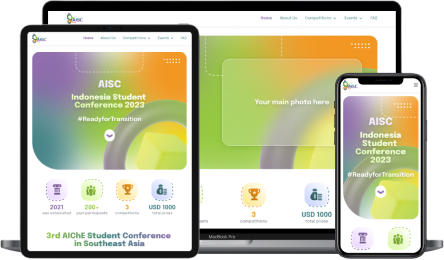 AISC
Home About Us Competitions Events FAQ
Your main photo here
3
competitions
USD 1000
total prizes
MacBook Pro
AISC
Home About Us Competitions Events FAQ
AISC
Indonesia Student
Conference 2023
#ReadyforTransition
2021
was established
200+
participants
3
competitions
USD 1000
total prizes
3rd AIChE Student Conference
in Southeast Asia
AISC
Indonesia
Student
Conference
2023
#ReadyforTransition